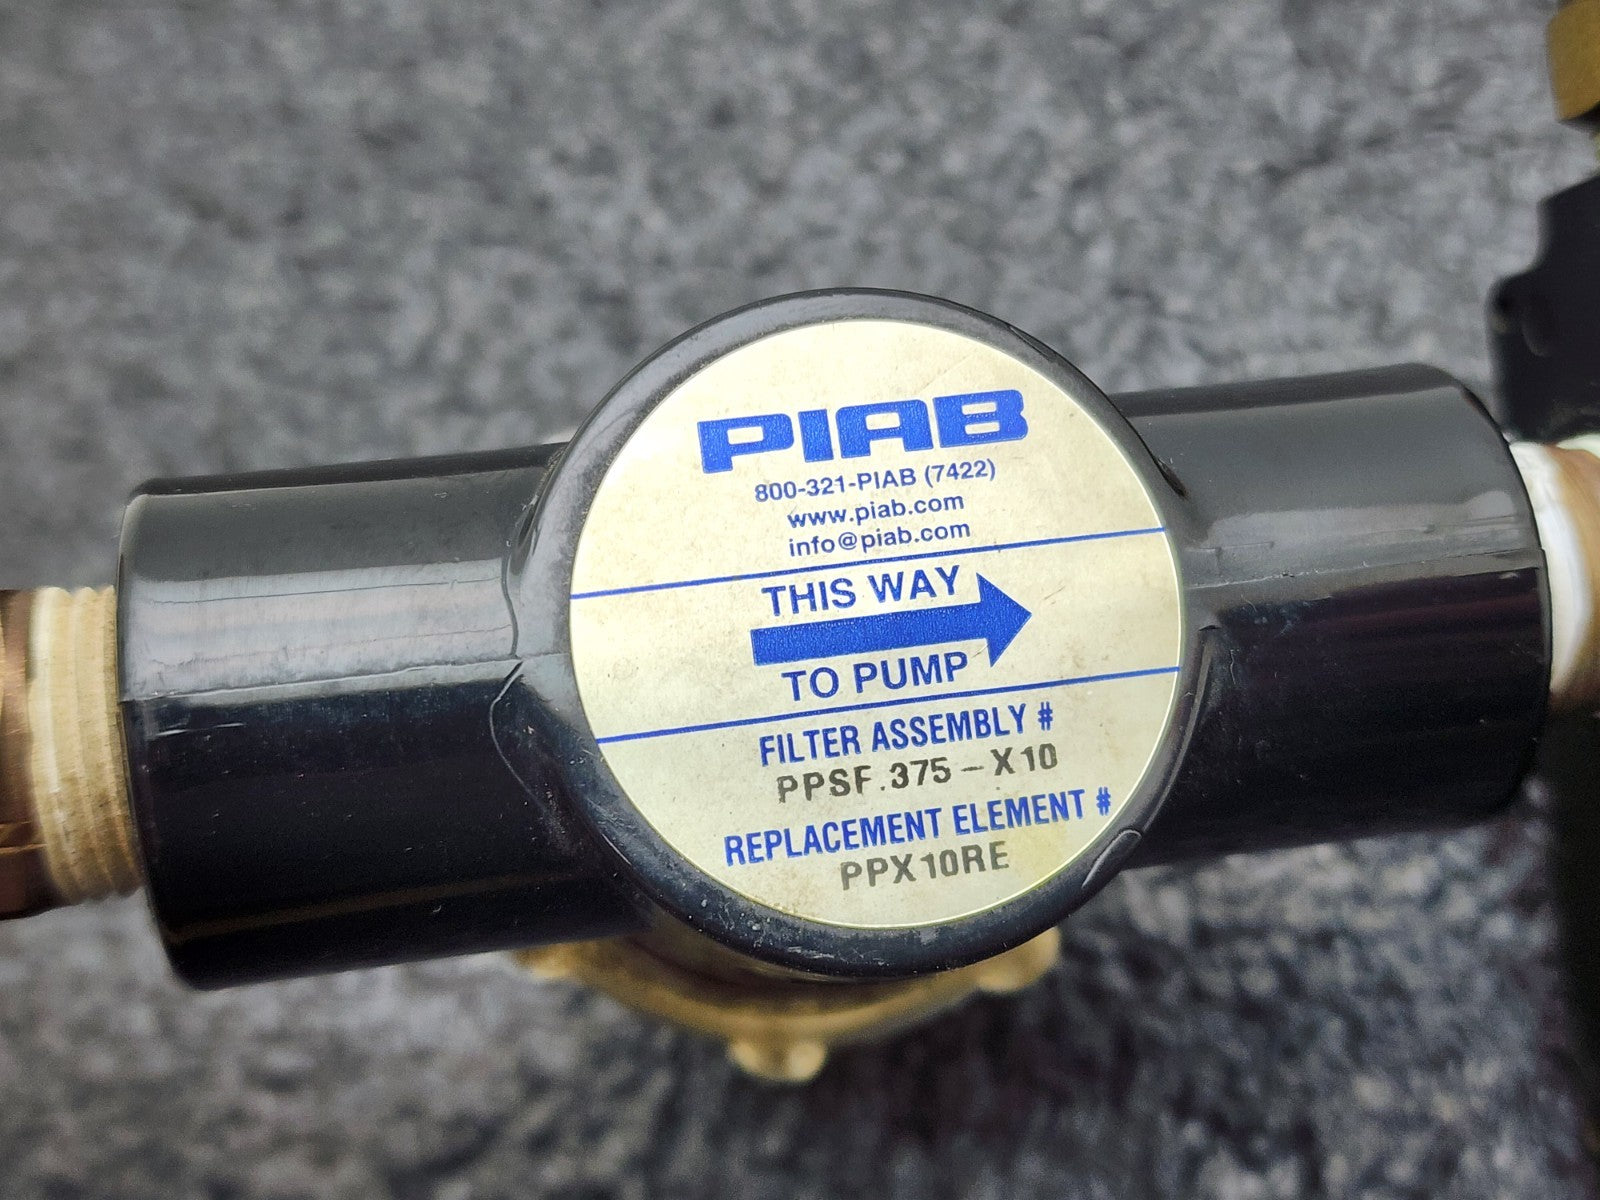 PIAB
800-321-PIAB (7422)
www.piab.com
info@piab.com
THIS WAY
TO PUMP
FILTER ASSEMBLY #
PPSF.375-X10
REPLACEMENT ELEMENT #
PPX10RE